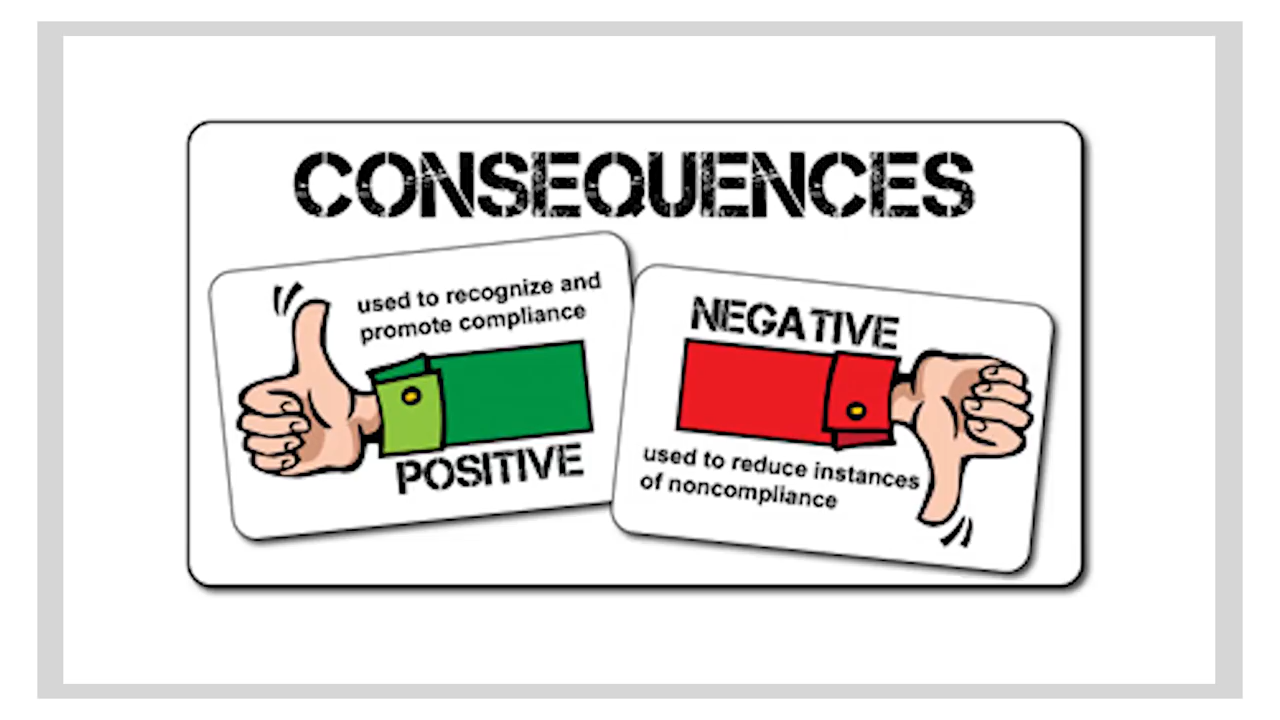 CONSEQUENCES
used to recognize and
promote compliance
POSITIVE
NEGATIVE
used to reduce instances
of noncompliance